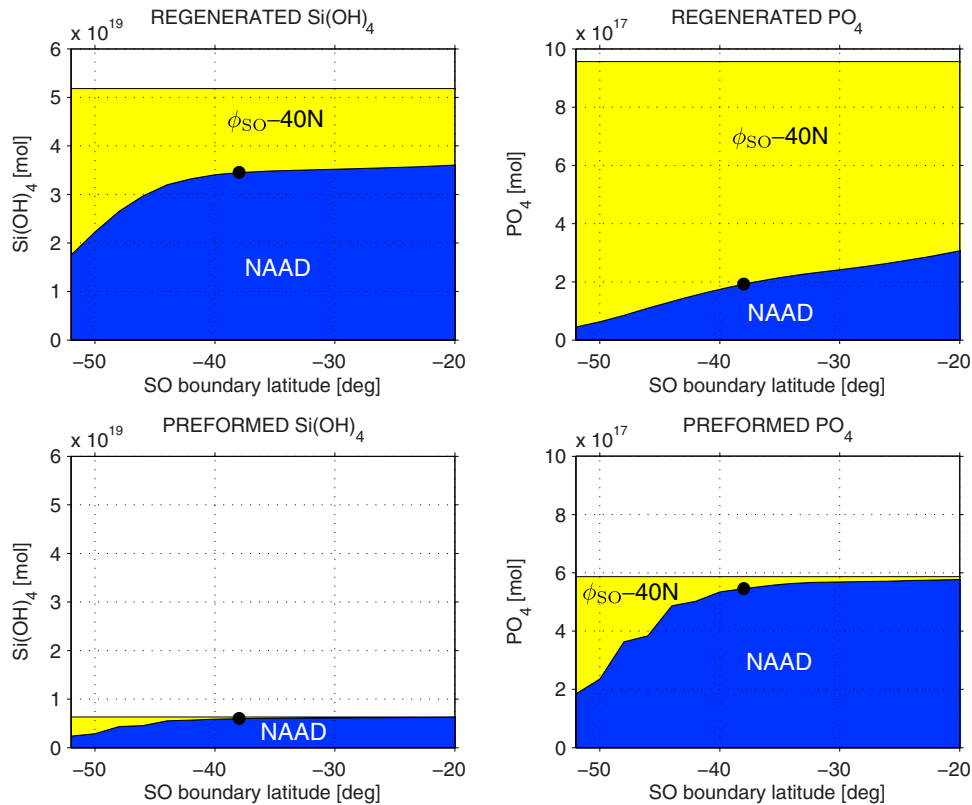 REGENERATED Si(OH)4
x 10^19
6
5
4
3
2
1
0
Si(OH)4 [mol]
ϕSO–40N
NAAD
−50 −40 −30 −20
SO boundary latitude [deg]
REGENERATED PO4
x 10^17
10
8
6
4
2
0
PO4 [mol]
ϕSO–40N
NAAD
−50 −40 −30 −20
SO boundary latitude [deg]
PREFORMED Si(OH)4
x 10^19
6
5
4
3
2
1
0
Si(OH)4 [mol]
NAAD
−50 −40 −30 −20
SO boundary latitude [deg]
PREFORMED PO4
x 10^17
10
8
6
4
2
0
PO4 [mol]
ϕSO–40N
NAAD
−50 −40 −30 −20
SO boundary latitude [deg]